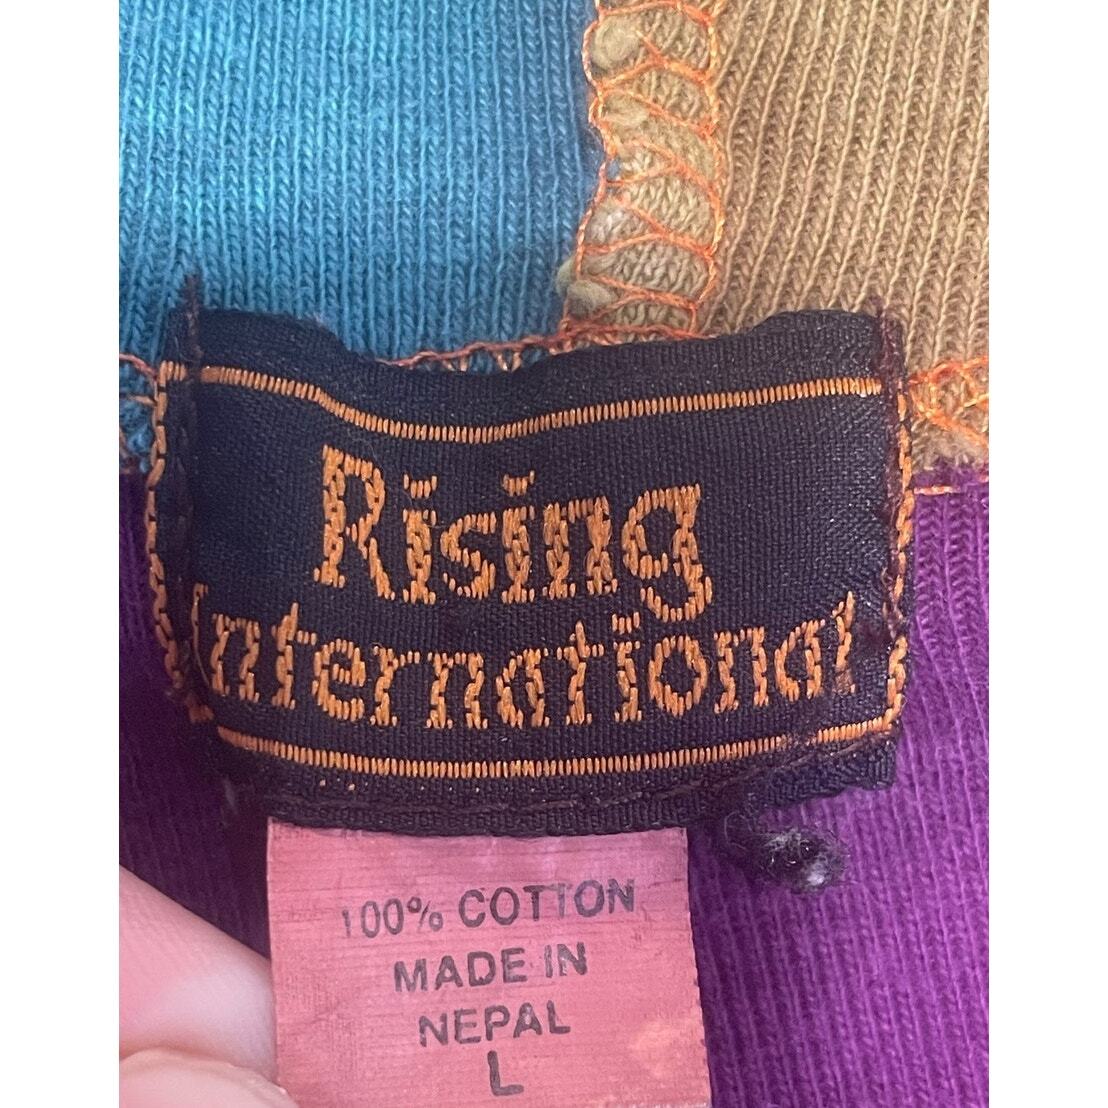 Rising
International
100% COTTON
MADE IN
NEPAL
L